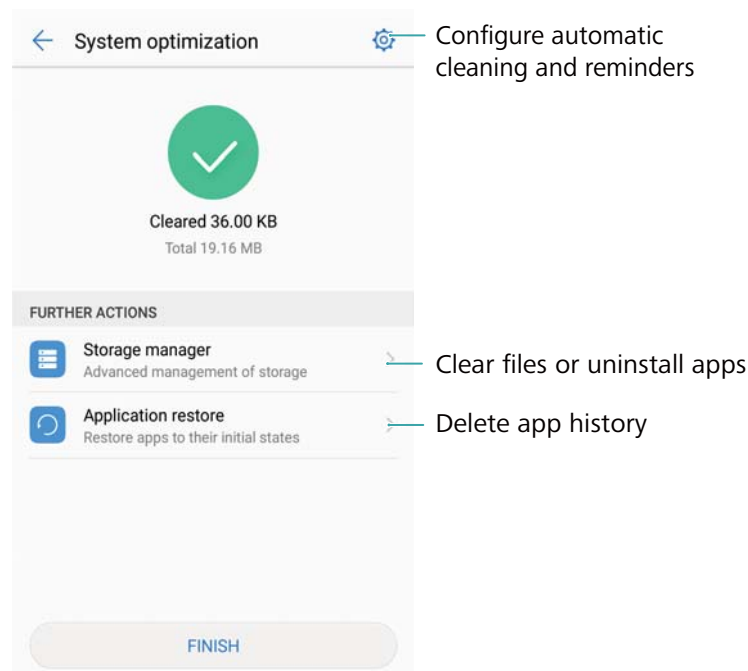 System optimization
Configure automatic
cleaning and reminders
Cleared 36.00 KB
Total 19.16 MB
FURTHER ACTIONS
Storage manager
Advanced management of storage
Clear files or uninstall apps
Application restore
Restore apps to their initial states
Delete app history
FINISH